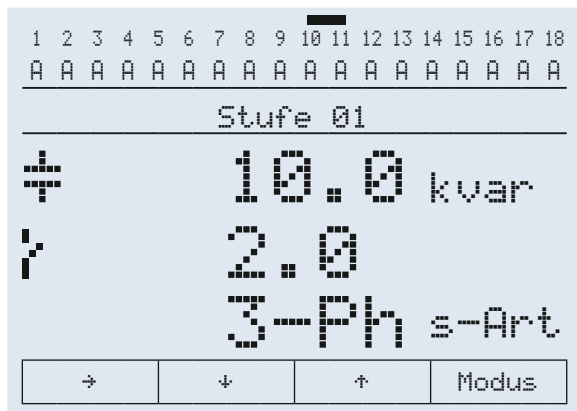 1 2 3 4 5 6 7 8 9 10 11 12 13 14 15 16 17 18
A A A A A A A A A A A A A A A A A A
Stufe 01
10.0 kvar
2.0
3-Ph s-Art
→ ↓ ↑ Modus